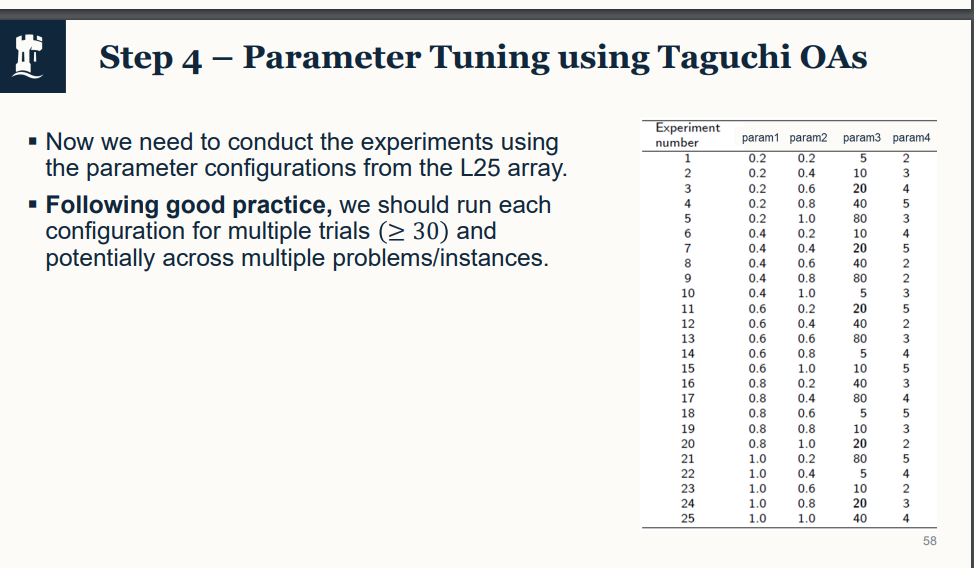 Step 4 – Parameter Tuning using Taguchi OAs
▪ Now we need to conduct the experiments using
the parameter configurations from the L25 array.
▪ Following good practice, we should run each
configuration for multiple trials (≥ 30) and
potentially across multiple problems/instances.
Experiment
number param1 param2 param3 param4
1 0.2 0.2 5 2
2 0.2 0.4 10 3
3 0.2 0.6 20 4
4 0.2 0.8 40 5
5 0.2 1.0 80 3
6 0.4 0.2 10 4
7 0.4 0.4 20 5
8 0.4 0.6 40 2
9 0.4 0.8 80 2
10 0.4 1.0 5 3
11 0.6 0.2 20 5
12 0.6 0.4 40 2
13 0.6 0.6 80 3
14 0.6 0.8 5 4
15 0.6 1.0 10 5
16 0.8 0.2 40 3
17 0.8 0.4 80 4
18 0.8 0.6 5 5
19 0.8 0.8 10 3
20 0.8 1.0 20 2
21 1.0 0.2 80 5
22 1.0 0.4 5 4
23 1.0 0.6 10 2
24 1.0 0.8 20 3
25 1.0 1.0 40 4
58